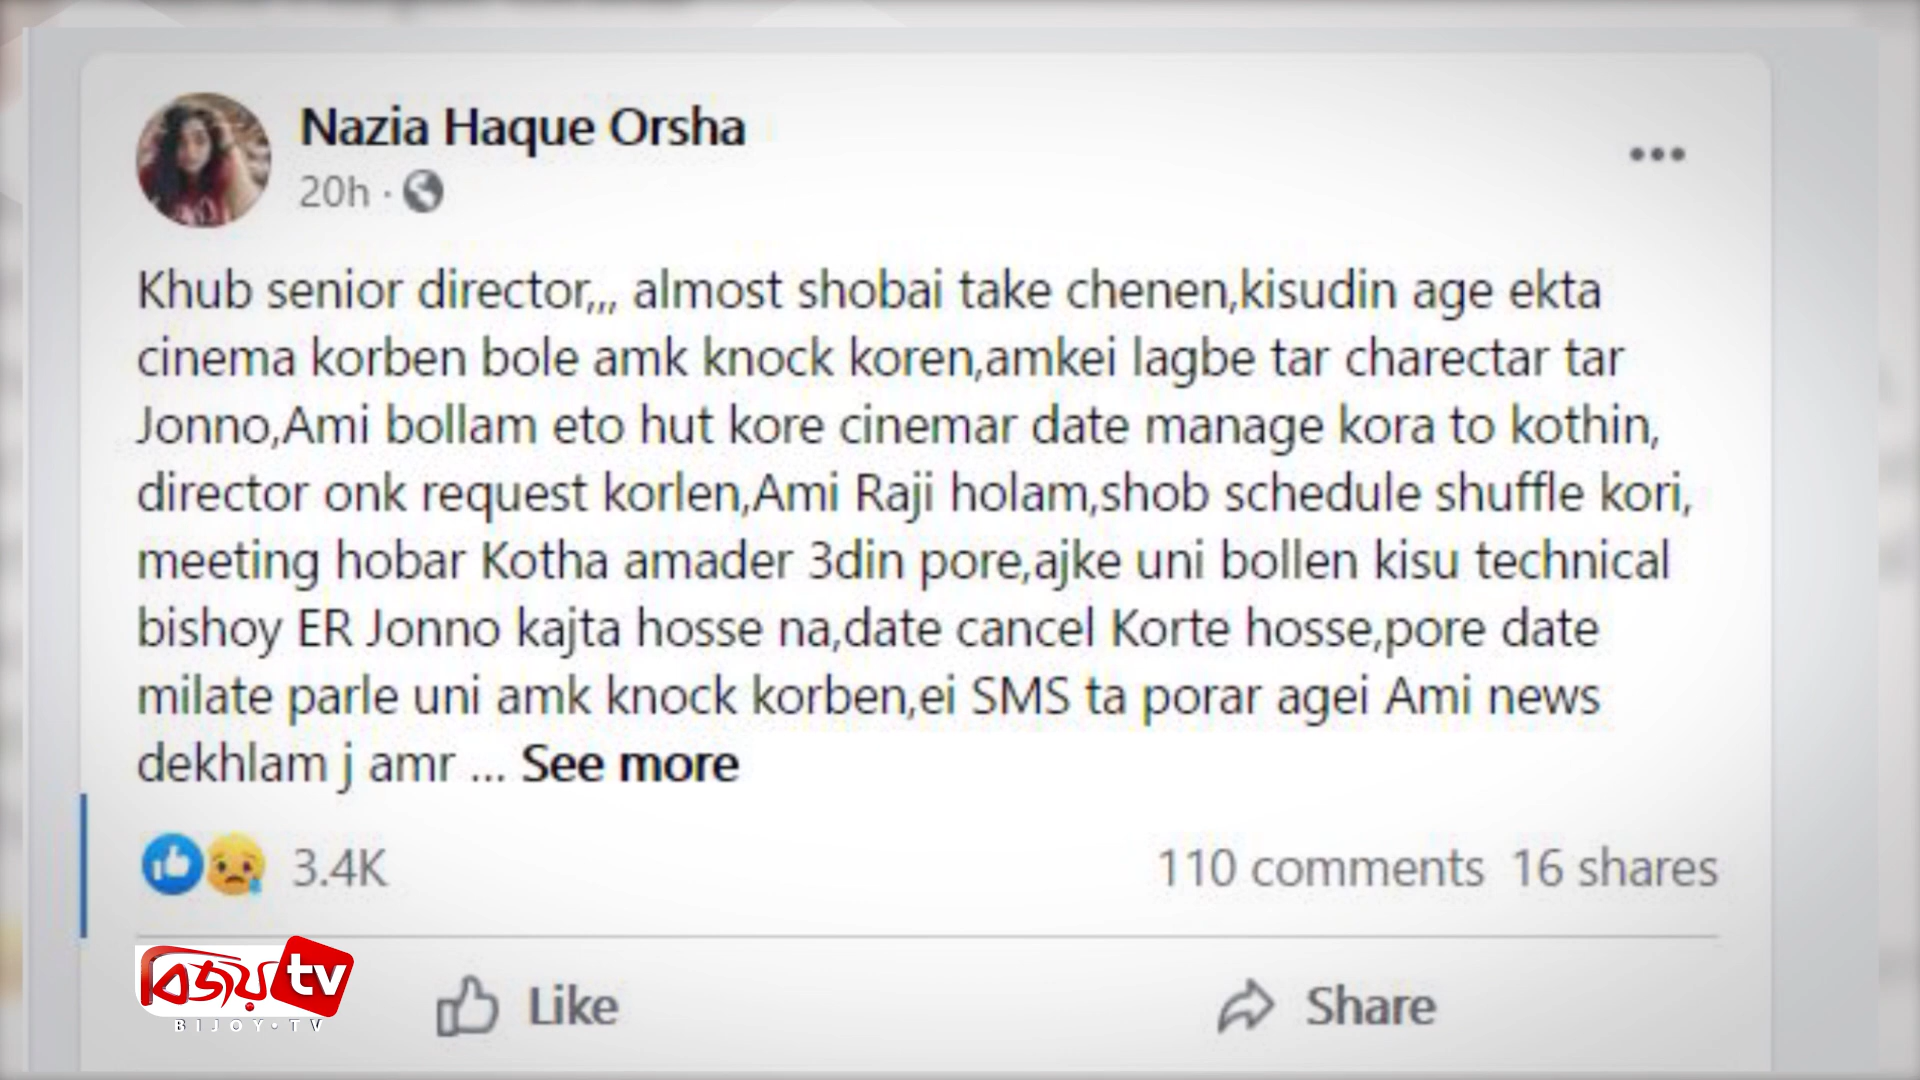 Nazia Haque Orsha
20h ·
Khub senior director,,, almost shobai take chenen,kisudin age ekta
cinema korben bole amk knock koren,amkei lagbe tar charectar tar
Jonno,Ami bollam eto hut kore cinemar date manage kora to kothin,
director onk request korlen,Ami Raji holam,shob schedule shuffle kori,
meeting hobar Kotha amader 3din pore,ajke uni bollen kisu technical
bishoy ER Jonno kajta hosse na,date cancel Korte hosse,pore date
milate parle uni amk knock korben,ei SMS ta porar agei Ami news
dekhlam j amr ... See more
3.4K 110 comments 16 shares
Like Share
বিজয় tv
BIJOY·TV